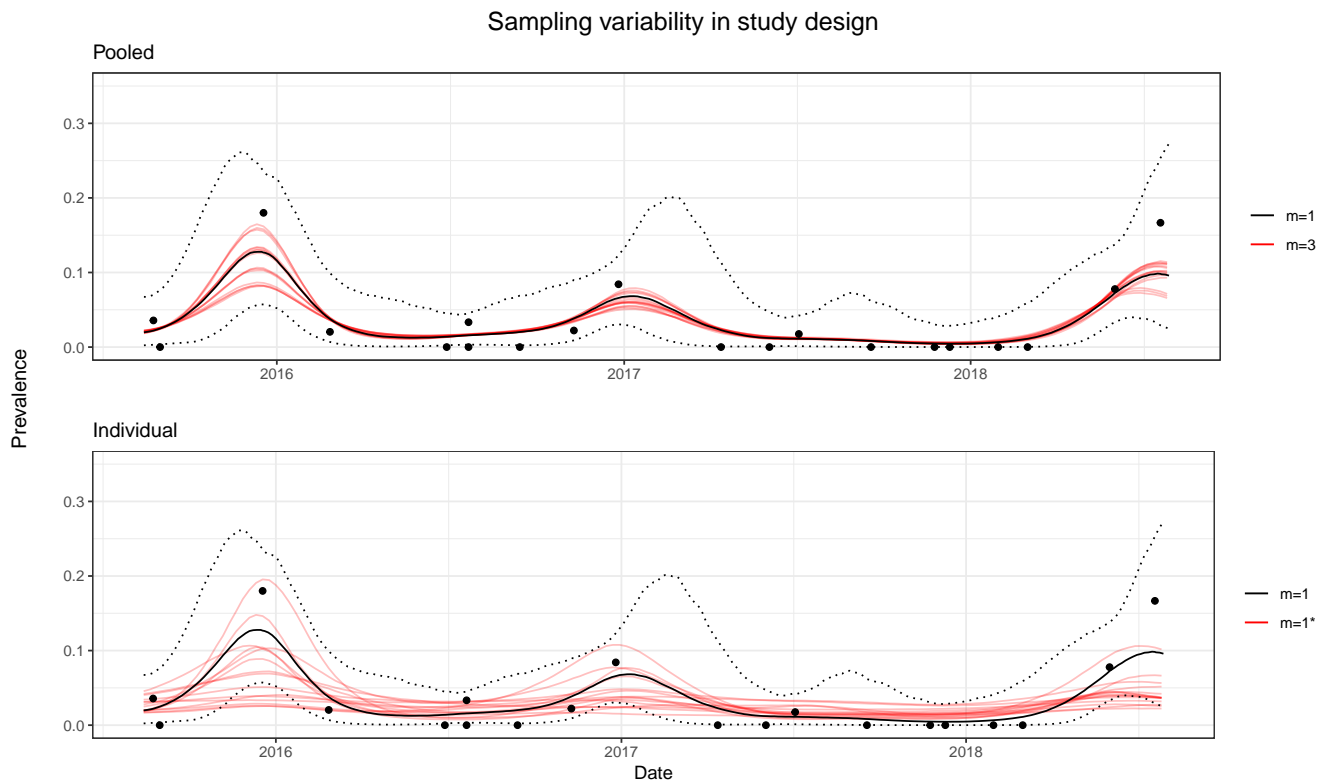 Sampling variability in study design
Pooled
0.3
0.2
0.1
0.0
2016
2017
2018
m=1
m=3
Prevalence
Individual
0.3
0.2
0.1
0.0
2016
2017
2018
m=1
m=1*
Date